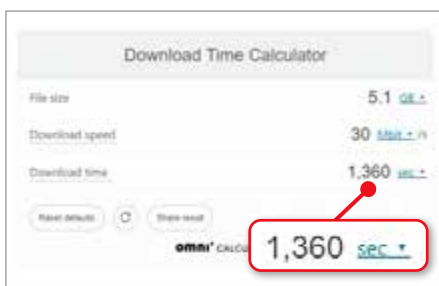 Download Time Calculator
File size 5.1 GB
Download speed 30 Mbit /s
Download time 1,360 sec
Reset defaults Share result
omni CALCU
1,360 sec